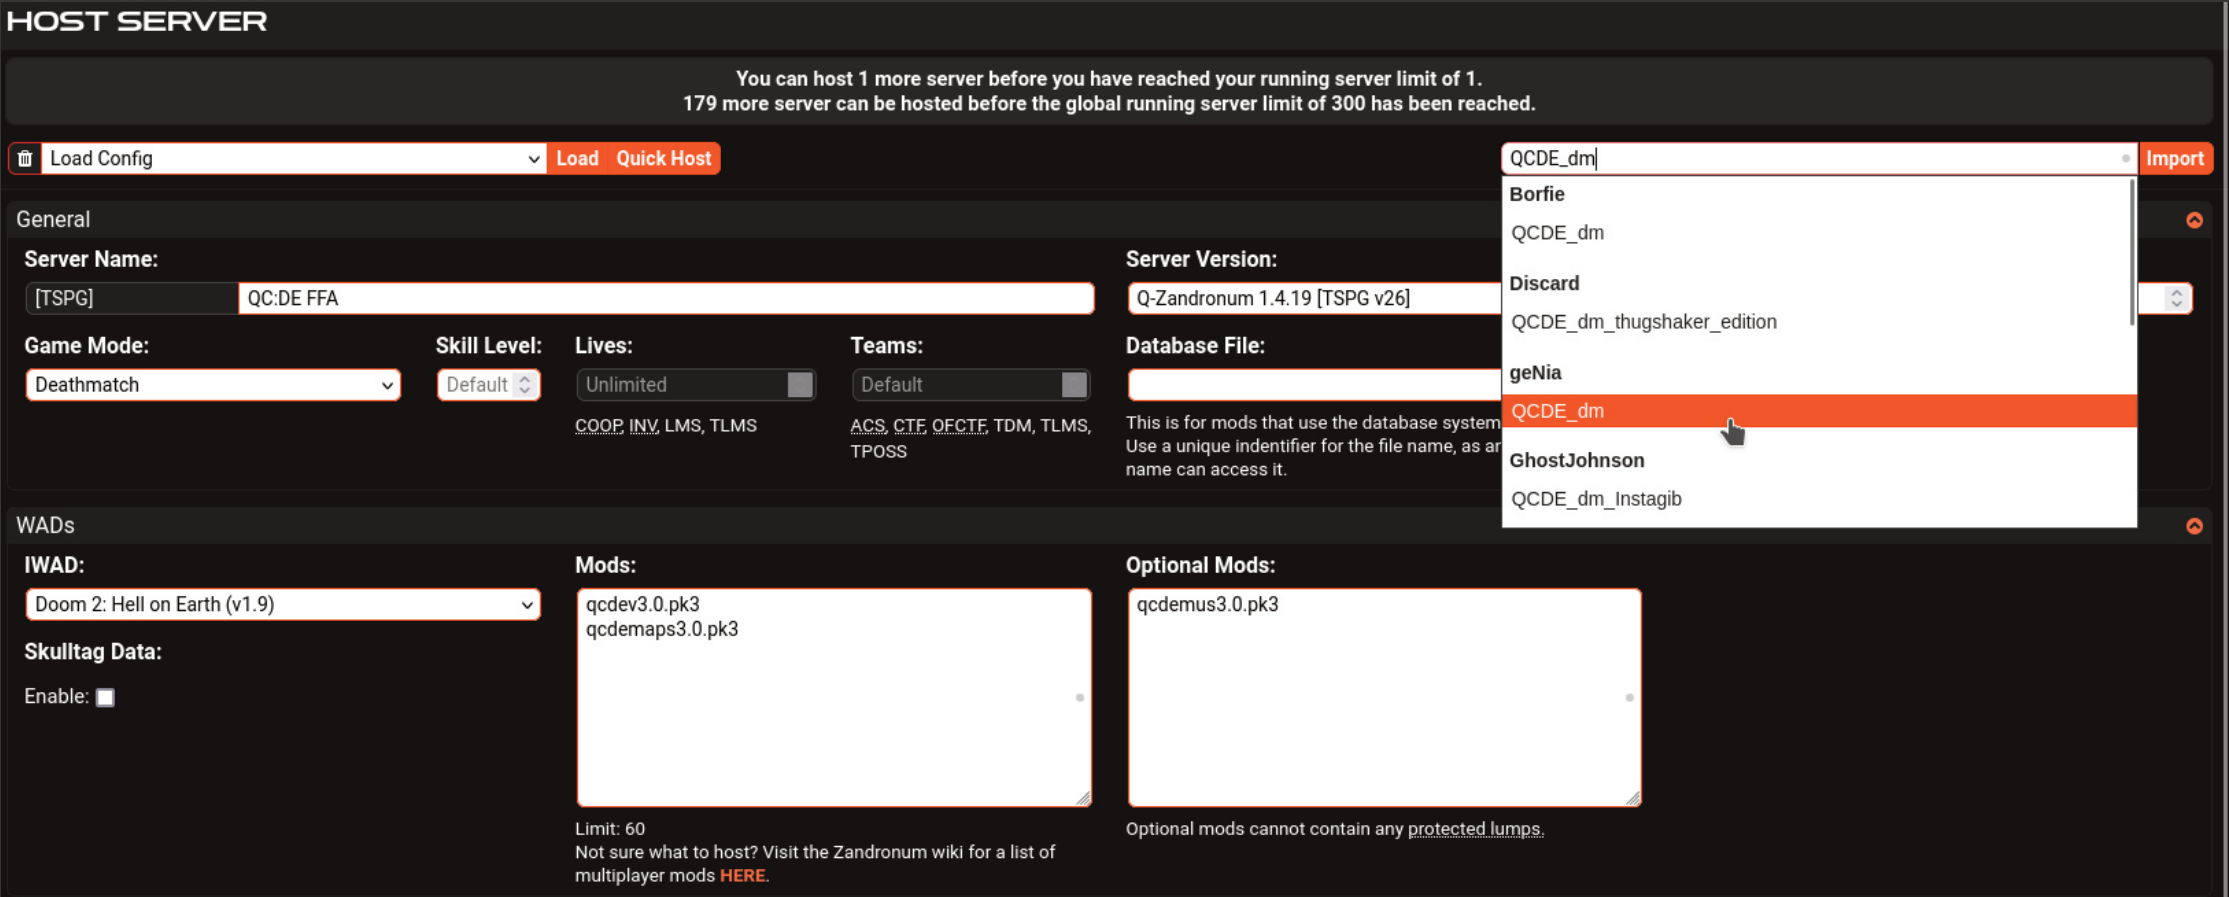 HOST SERVER
You can host 1 more server before you have reached your running server limit of 1.
179 more server can be hosted before the global running server limit of 300 has been reached.
Load Config
Load
Quick Host
QCDE_dm
Import
Borfie
QCDE_dm
Discard
QCDE_dm_thugshaker_edition
geNia
QCDE_dm
GhostJohnson
QCDE_dm_Instagib
General
Server Name:
[TSPG]
QC:DE FFA
Server Version:
Q-Zandronum 1.4.19 [TSPG v26]
Game Mode:
Deathmatch
Skill Level:
Default
Lives:
Unlimited
COOP, INV, LMS, TLMS
Teams:
Default
ACS, CTF, OFCTF, TDM, TLMS,
TPOSS
Database File:
This is for mods that use the database system
Use a unique indentifier for the file name, as
name can access it.
WADs
IWAD:
Doom 2: Hell on Earth (v1.9)
Skulltag Data:
Enable:
Mods:
qcdev3.0.pk3
qcdemaps3.0.pk3
Limit: 60
Not sure what to host? Visit the Zandronum wiki for a list of
multiplayer mods HERE.
Optional Mods:
qcdemus3.0.pk3
Optional mods cannot contain any protected lumps.